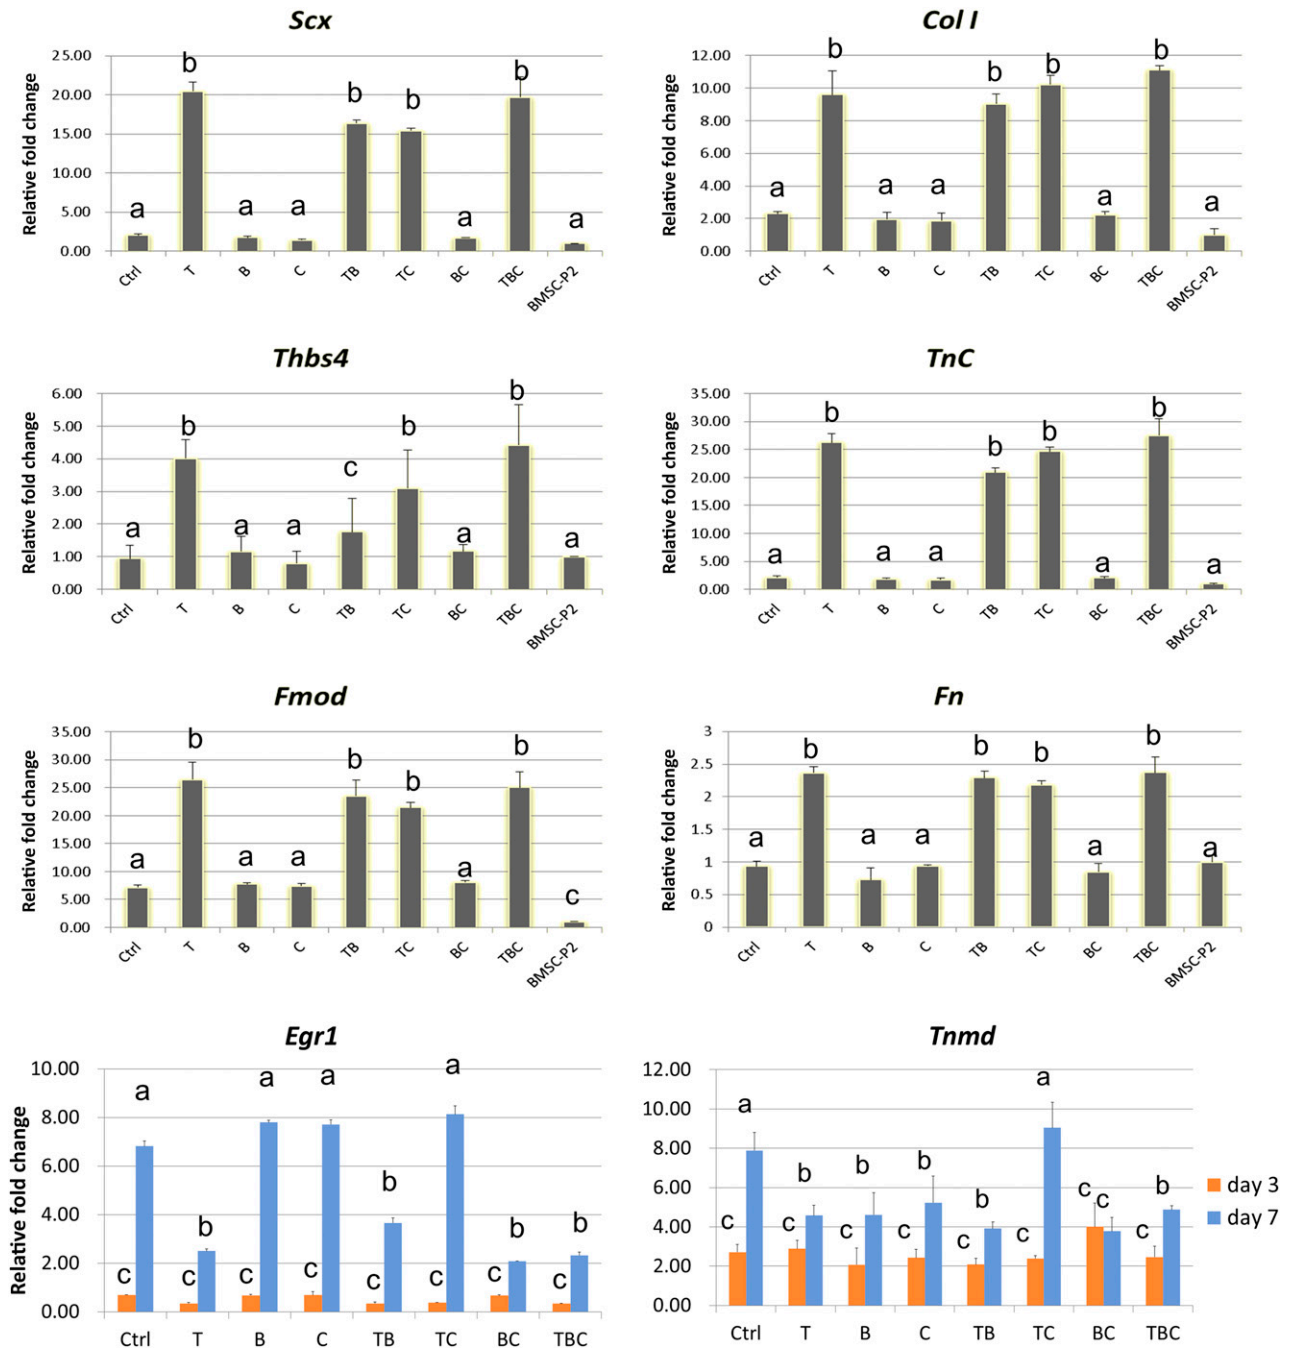 Scx
Relative fold change
25.00
20.00
15.00
10.00
5.00
0.00
a b a a b b a b a
Ctrl T B C TB TC BC TBC BMSC-P2
Col I
Relative fold change
12.00
10.00
8.00
6.00
4.00
2.00
0.00
a b a a b b a b a
Ctrl T B C TB TC BC TBC BMSC-P2
Thbs4
Relative fold change
6.00
5.00
4.00
3.00
2.00
1.00
0.00
a b a a c b a b a
Ctrl T B C TB TC BC TBC BMSC-P2
TnC
Relative fold change
35.00
30.00
25.00
20.00
15.00
10.00
5.00
0.00
a b a a b b a b a
Ctrl T B C TB TC BC TBC BMSC-P2
Fmod
Relative fold change
35.00
30.00
25.00
20.00
15.00
10.00
5.00
0.00
a b a a b b a b c
Ctrl T B C TB TC BC TBC BMSC-P2
Fn
Relative fold change
3
2.5
2
1.5
1
0.5
0
a b a a b b a b a
Ctrl T B C TB TC BC TBC BMSC-P2
Egr1
Relative fold change
10.00
8.00
6.00
4.00
2.00
0.00
a b a a b a b b
c c c c c c c c
Ctrl T B C TB TC BC TBC
Tnmd
12.00
10.00
8.00
6.00
4.00
2.00
0.00
a b b b b a c b
c c c c c c c c
Ctrl T B C TB TC BC TBC
day 3
day 7